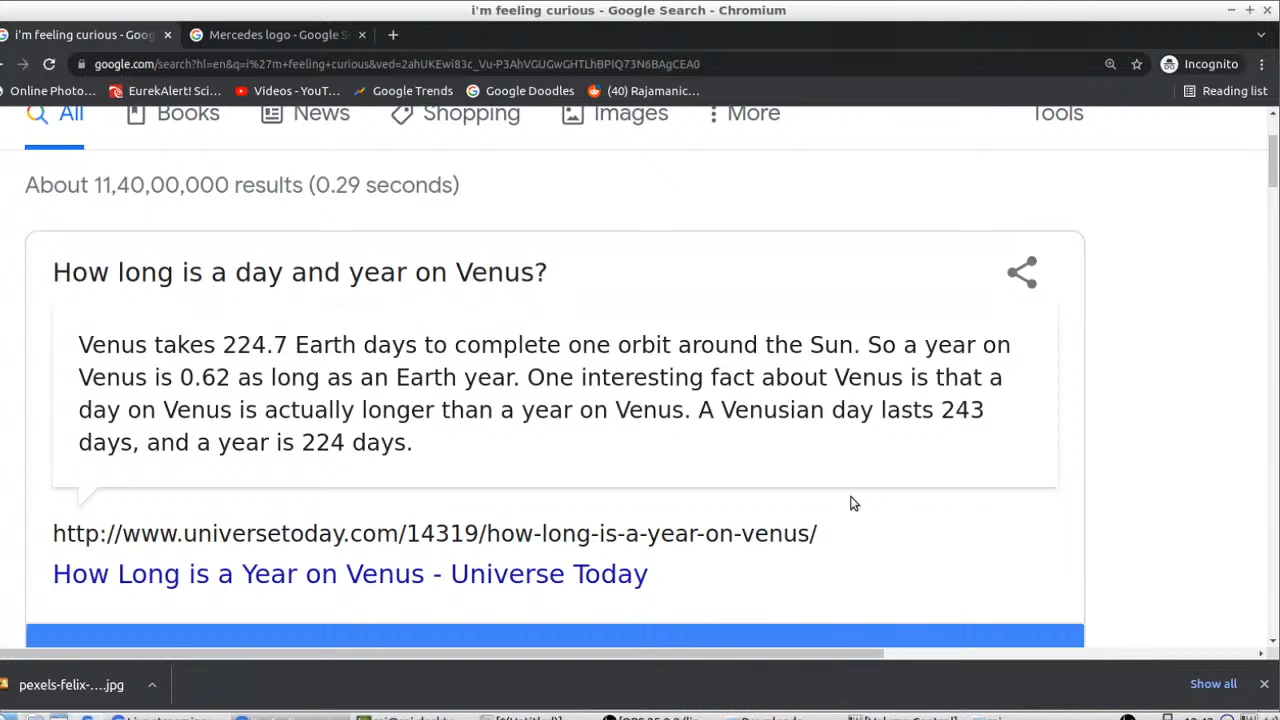 i'm feeling curious - Google Search - Chromium
i'm feeling curious - Goog
Mercedes logo - Google S
google.com/search?hl=en&q=i%27m+feeling+curious&ved=2ahUKEwi83c_Vu-P3AhVGUGwGHTLhBPIQ73N6BAgCEA0
Incognito
Online Photo...
EurekAlert! Sci...
Videos - YouT...
Google Trends
Google Doodles
(40) Rajamanic...
Reading list
All
Books
News
Shopping
Images
More
Tools
About 11,40,00,000 results (0.29 seconds)
How long is a day and year on Venus?
Venus takes 224.7 Earth days to complete one orbit around the Sun. So a year on
Venus is 0.62 as long as an Earth year. One interesting fact about Venus is that a
day on Venus is actually longer than a year on Venus. A Venusian day lasts 243
days, and a year is 224 days.
http://www.universetoday.com/14319/how-long-is-a-year-on-venus/
How Long is a Year on Venus - Universe Today
pexels-felix-....jpg
Show all